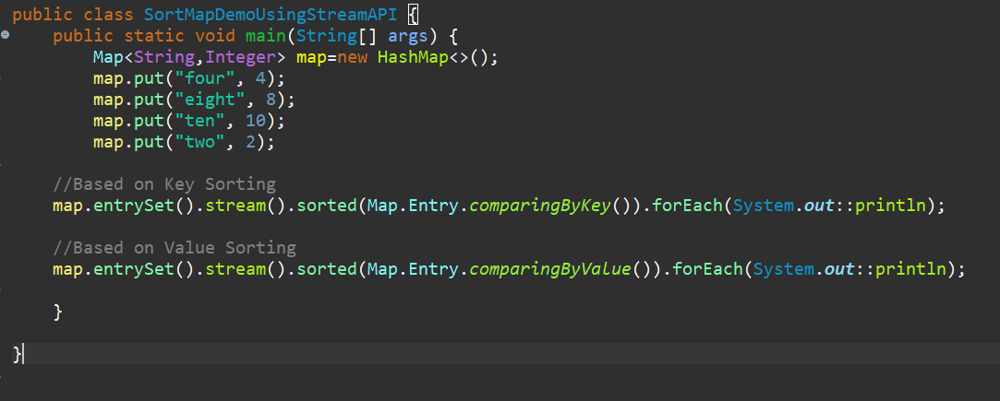 public class SortMapDemoUsingStreamAPI {
    public static void main(String[] args) {
        Map<String,Integer> map=new HashMap<>();
        map.put("four", 4);
        map.put("eight", 8);
        map.put("ten", 10);
        map.put("two", 2);

    //Based on Key Sorting
    map.entrySet().stream().sorted(Map.Entry.comparingByKey()).forEach(System.out::println);

    //Based on Value Sorting
    map.entrySet().stream().sorted(Map.Entry.comparingByValue()).forEach(System.out::println);

    }

}